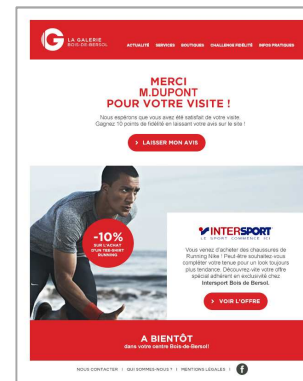 LA GALERIE
BOIS-DE-BERSOL
ACTUALITÉ SERVICES BOUTIQUES CHALLENGE FIDÉLITÉ INFOS PRATIQUES
MERCI
M.DUPONT
POUR VOTRE VISITE !
Nous espérons que vous avez été satisfait de votre visite.
Gagnez 10 points de fidélité en laissant votre avis sur le site !
> LAISSER MON AVIS
-10%
SUR L'ACHAT
D'UN TEE-SHIRT
RUNNING
INTERSPORT
LE SPORT COMMENCE ICI
Vous venez d'acheter des chaussures de
Running Nike ! Peut être souhaitez-vous
compléter votre tenue pour un look toujours
plus tendance. Découvrez-vite votre offre
spécial adhérent en exclusivité chez
Intersport Bois de Bersol.
> VOIR L'OFFRE
A BIENTÔT
dans votre centre Bois-de-Bersol!
NOUS CONTACTER | QUI SOMMES-NOUS ? | MENTIONS LÉGALES |